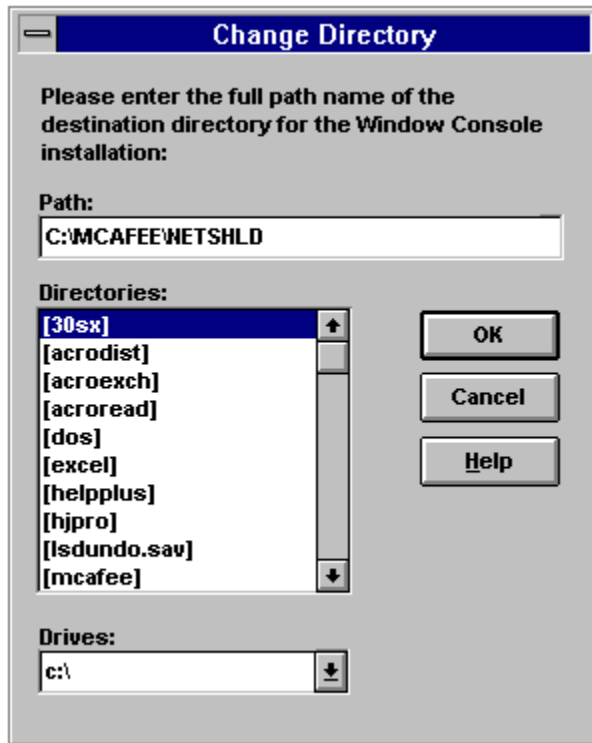 Change Directory
Please enter the full path name of the
destination directory for the Window Console
installation:
Path:
C:\MCAFEE\NETSHLD
Directories:
[30sx]
[acrodist]
[acroexch]
[acroread]
[dos]
[excel]
[helpplus]
[hjpro]
[lsdundo.sav]
[mcafee]
OK
Cancel
Help
Drives:
c:\